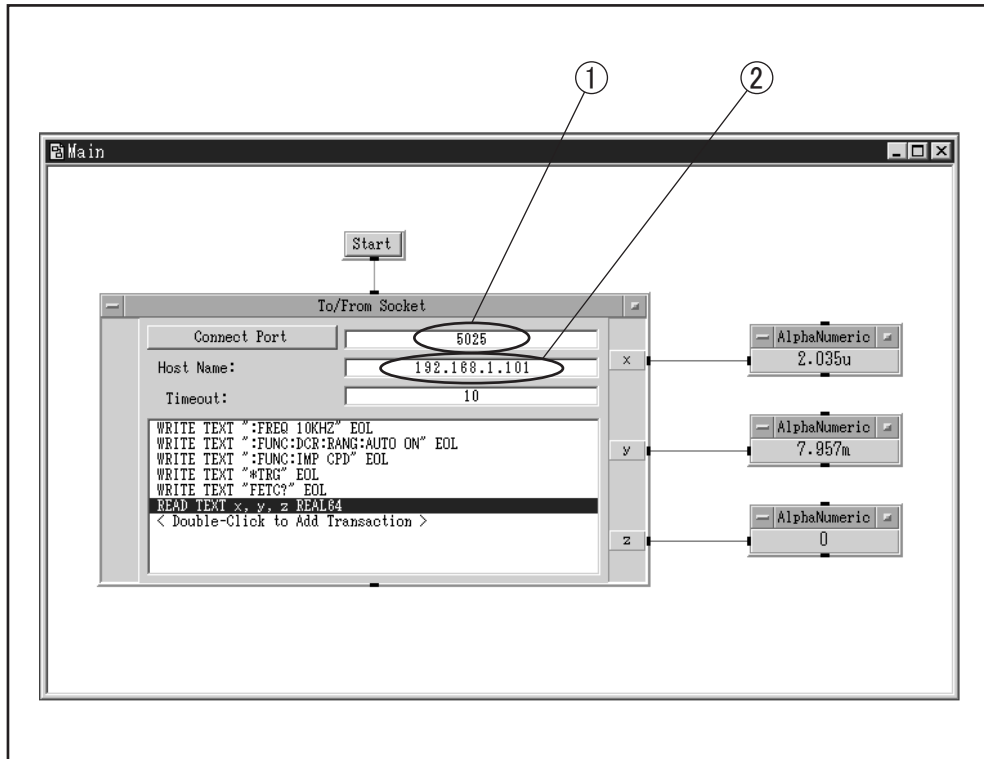 ① ②
Main
Start
To/From Socket
Connect Port 5025
Host Name: 192.168.1.101
Timeout: 10
WRITE TEXT ":FREQ 10KHZ" EOL
WRITE TEXT ":FUNC:DCR:RANG:AUTO ON" EOL
WRITE TEXT ":FUNC:IMP CPD" EOL
WRITE TEXT "*TRG" EOL
WRITE TEXT "FETC?" EOL
READ TEXT x, y, z REAL64
< Double-Click to Add Transaction >
x
y
z
AlphaNumeric
2.035u
AlphaNumeric
7.957m
AlphaNumeric
0